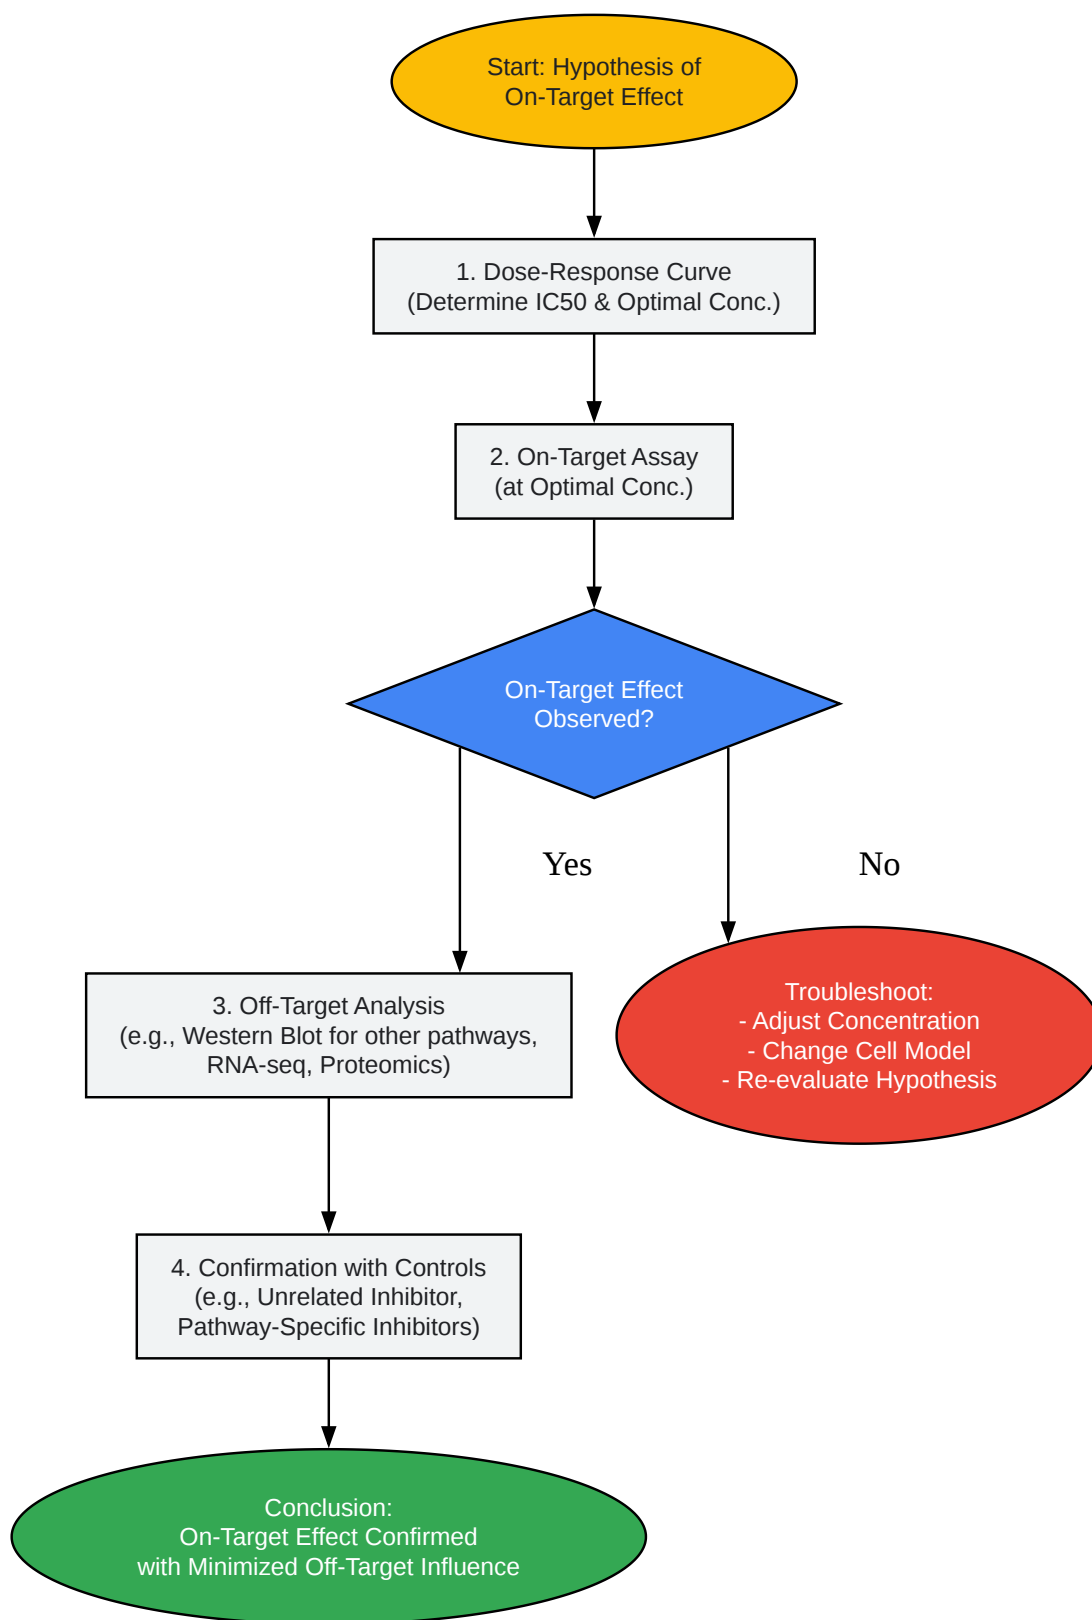 Start: Hypothesis of
On-Target Effect
1. Dose-Response Curve
(Determine IC50 & Optimal Conc.)
2. On-Target Assay
(at Optimal Conc.)
On-Target Effect
Observed?
Yes
No
3. Off-Target Analysis
(e.g., Western Blot for other pathways,
RNA-seq, Proteomics)
Troubleshoot:
- Adjust Concentration
- Change Cell Model
- Re-evaluate Hypothesis
4. Confirmation with Controls
(e.g., Unrelated Inhibitor,
Pathway-Specific Inhibitors)
Conclusion:
On-Target Effect Confirmed
with Minimized Off-Target Influence